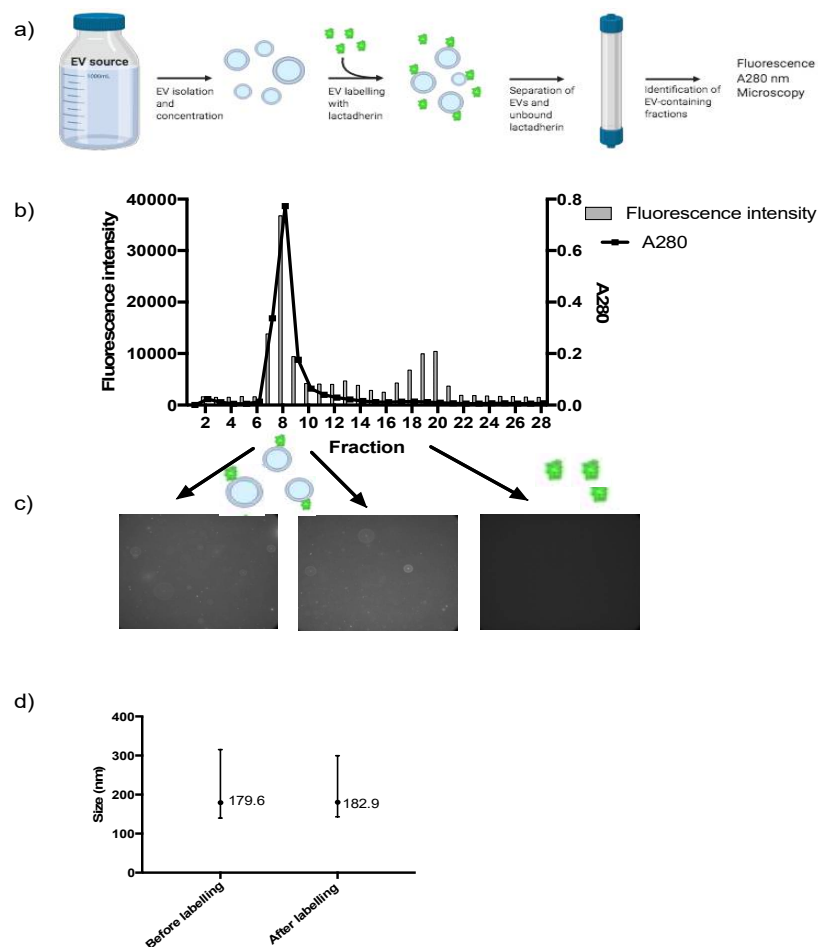 a)
EV source
1000mL
EV isolation
and
concentration
EV labelling
with
lactadherin
Separation of
EVs and
unbound
lactadherin
Identification of
EV-containing
fractions
Fluorescence
A280 nm
Microscopy
b)
Fluorescence intensity
40000
30000
20000
10000
0
0.8
0.6
0.4
0.2
0.0
A280
Fluorescence intensity
A280
2 4 6 8 10 12 14 16 18 20 22 24 26 28
Fraction
c)
d)
Size (nm)
400
300
200
100
0
179.6
182.9
Before labelling
After labelling